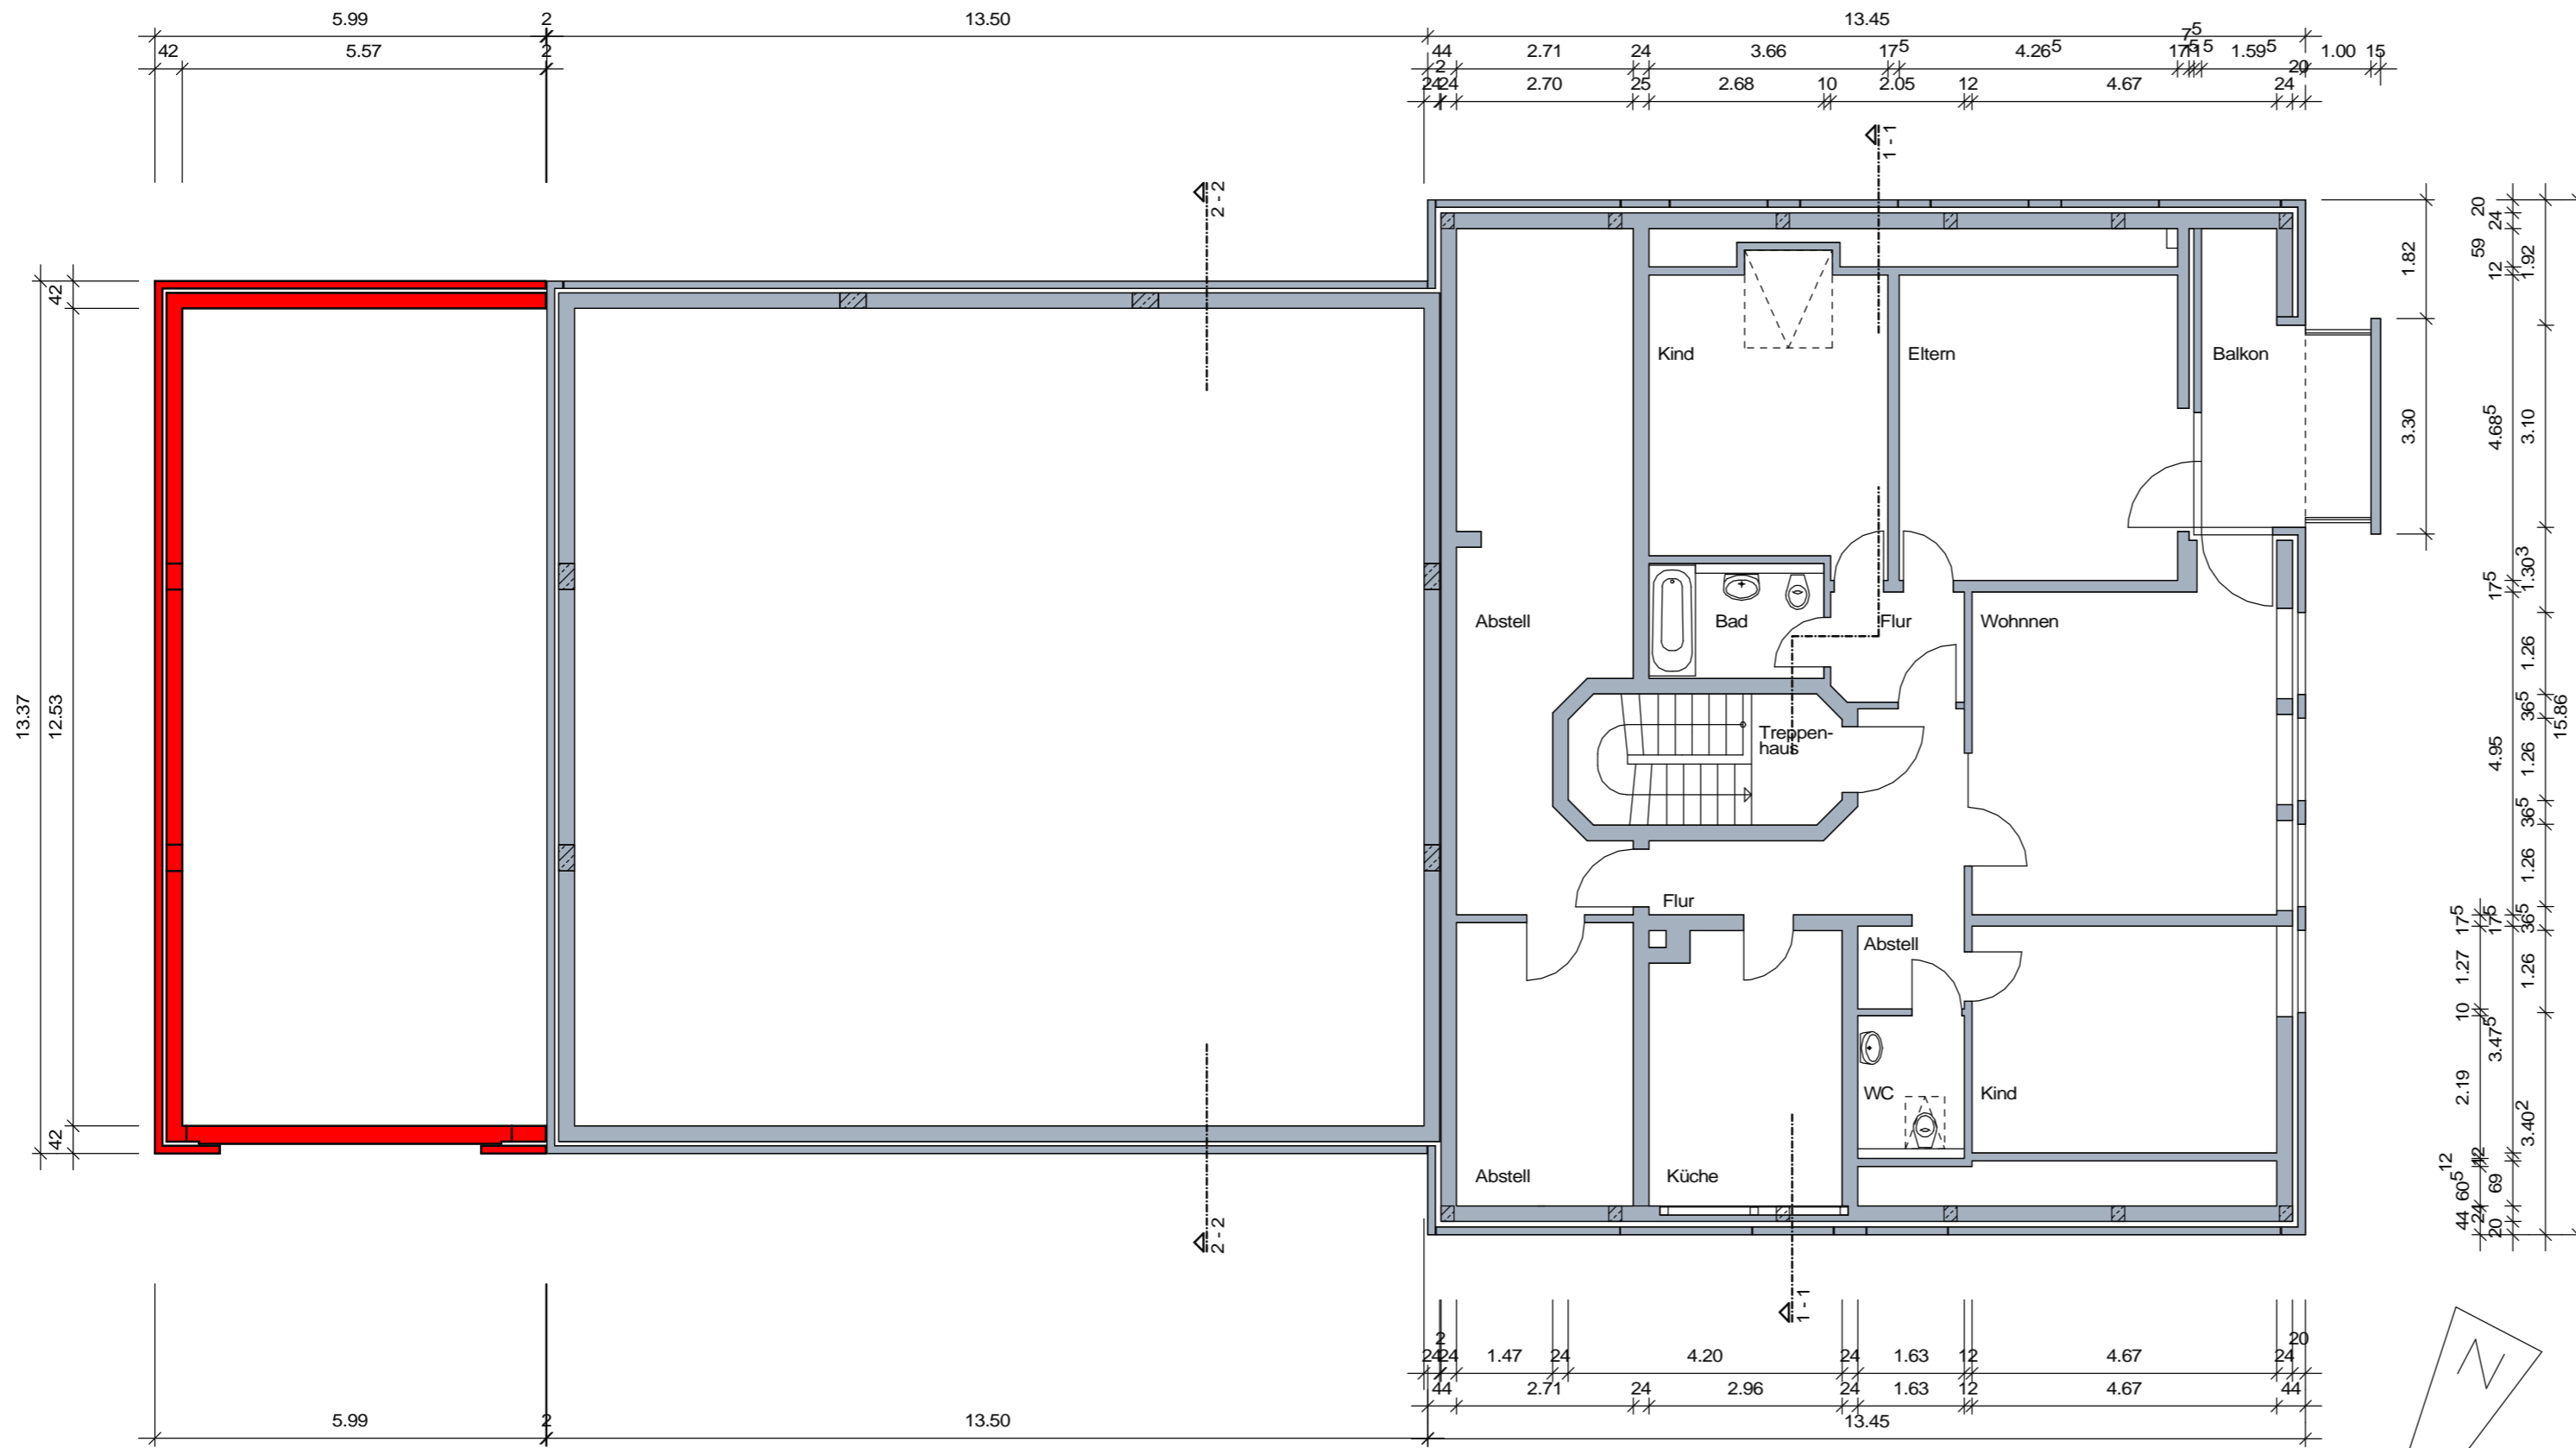 5.99 2 13.50 13.45
42 5.57 2 44 2.71 24 3.66 17⁵ 4.26⁵ 17⁵ 11⁵ 7⁵ 1.59⁵ 1.00 15
24 2 24 2.70 25 2.68 10 2.05 12 4.67 24 20
1 - 1
2 - 2
20
24
59
12
1.92
1.82
42
Kind
Eltern
Balkon
4.68⁵
3.10
3.30
1.30³
17⁵
Abstell
Bad
Flur
Wohnnen
1.26
36⁵
13.37
12.53
Treppen-
haus
4.95
1.26
15.86
36⁵
1.26
Flur
17⁵
17⁵
36⁵
Abstell
1.27
1.26
10
3.47⁵
WC
Kind
2.19
3.40²
42
12
12
Abstell
Küche
60⁵
69
44
24
20
2 - 2
1 - 1
N
24 2 24 1.47 24 4.20 24 1.63 12 4.67 24 20
44 2.71 24 2.96 24 1.63 12 4.67 44
5.99 2 13.50 13.45